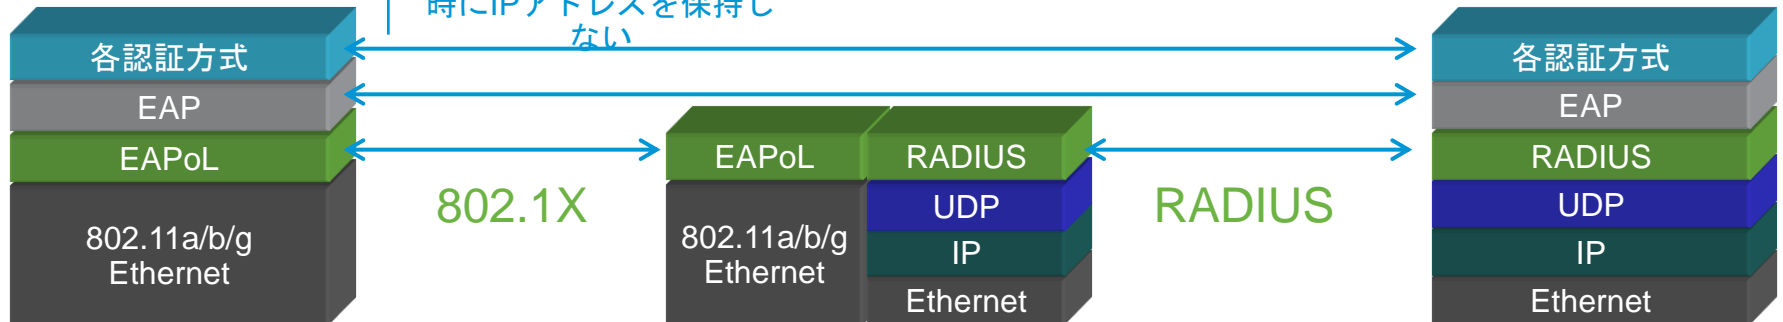 時にIPアドレスを保持し
ない
各認証方式
EAP
EAPoL
802.11a/b/g
Ethernet
802.1X
EAPoL
802.11a/b/g
Ethernet
RADIUS
UDP
IP
Ethernet
RADIUS
各認証方式
EAP
RADIUS
UDP
IP
Ethernet